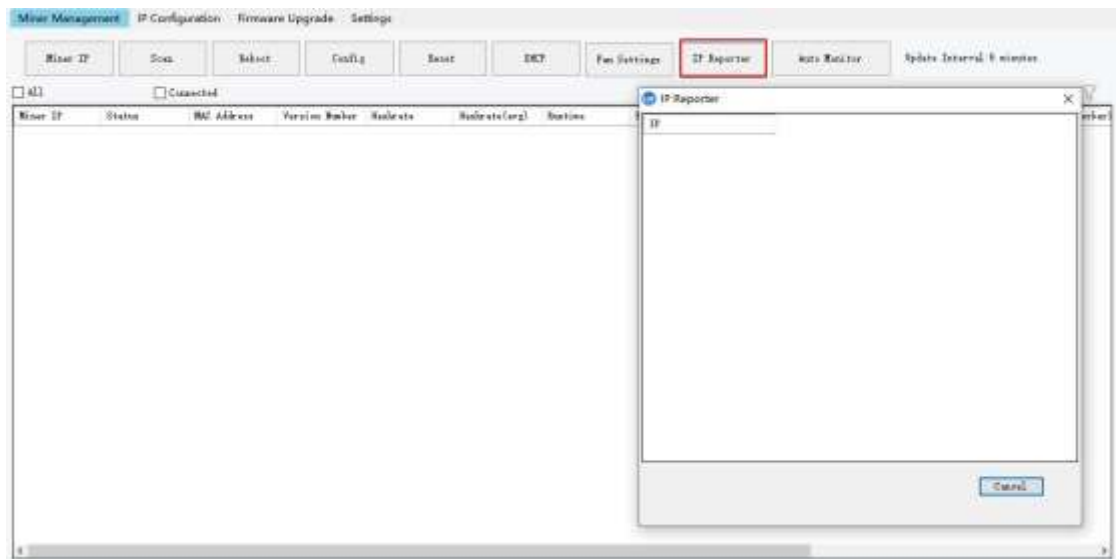 Miner Management IP Configuration Firmware Upgrade Settings
Miner IP Scan Reboot Config Reset DHCP Fan Settings IP Reporter Auto Monitor Update Interval 8 minutes
All Connected
Miner IP Status MAC Address Version Number Hashrate Hashrate(avg) Runtime
IP Reporter
IP
Cancel